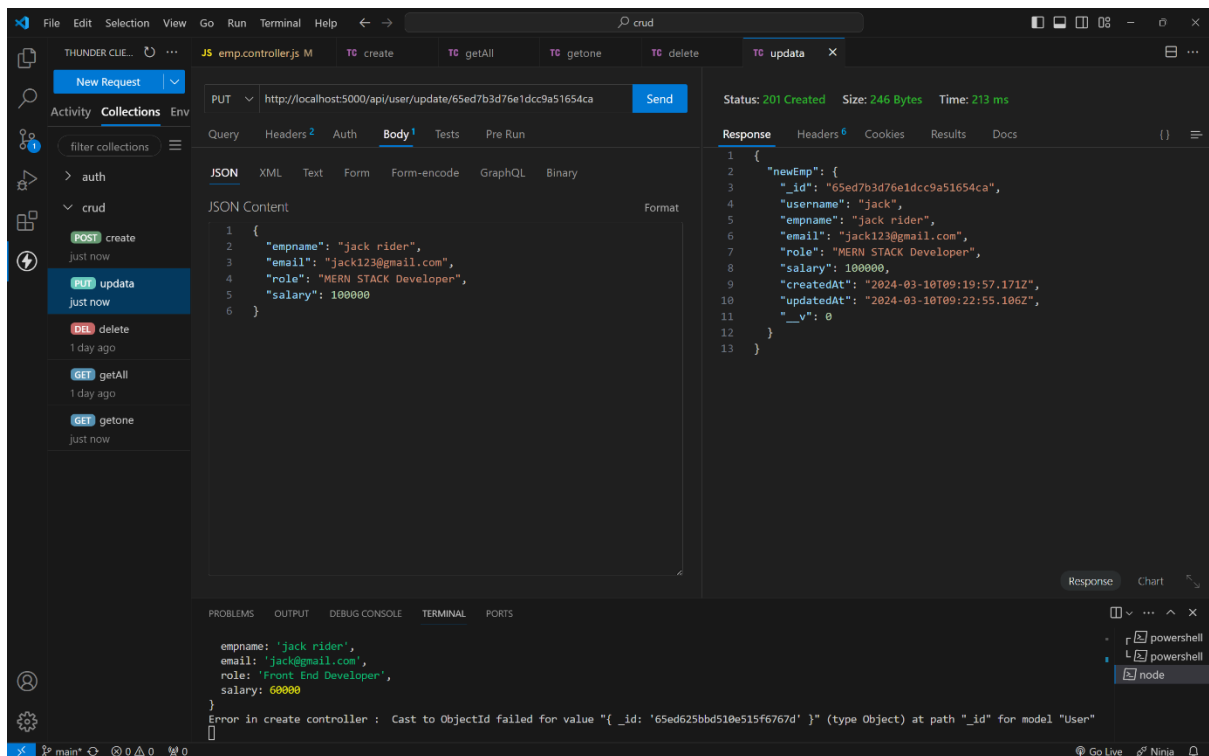 File Edit Selection View Go Run Terminal Help ← → crud
THUNDER CLIE... ···
JS emp.controller.js M TC create TC getAll TC getone TC delete TC updata ✕ ···
New Request
Activity Collections Env
filter collections
auth
crud
POST create
just now
PUT updata
just now
DEL delete
1 day ago
GET getAll
1 day ago
GET getone
just now
1
PUT http://localhost:5000/api/user/update/65ed7b3d76e1dcc9a51654ca Send
Query Headers 2 Auth Body 1 Tests Pre Run
JSON XML Text Form Form-encode GraphQL Binary
JSON Content Format
1 {
2 "empname": "jack rider",
3 "email": "jack123@gmail.com",
4 "role": "MERN STACK Developer",
5 "salary": 100000
6 }
Status: 201 Created Size: 246 Bytes Time: 213 ms
Response Headers 6 Cookies Results Docs {}
1 {
2 "newEmp": {
3 "_id": "65ed7b3d76e1dcc9a51654ca",
4 "username": "jack",
5 "empname": "jack rider",
6 "email": "jack123@gmail.com",
7 "role": "MERN STACK Developer",
8 "salary": 100000,
9 "createdAt": "2024-03-10T09:19:57.171Z",
10 "updatedAt": "2024-03-10T09:22:55.106Z",
11 "__v": 0
12 }
13 }
Response Chart
PROBLEMS OUTPUT DEBUG CONSOLE TERMINAL PORTS ···
empname: 'jack rider',
email: 'jack@gmail.com',
role: 'Front End Developer',
salary: 60000
}
Error in create controller : Cast to ObjectId failed for value "{ _id: '65ed625bbd510e515f6767d' }" (type Object) at path "_id" for model "User"
powershell
powershell
node
main* 0 0 0 Go Live Ninja